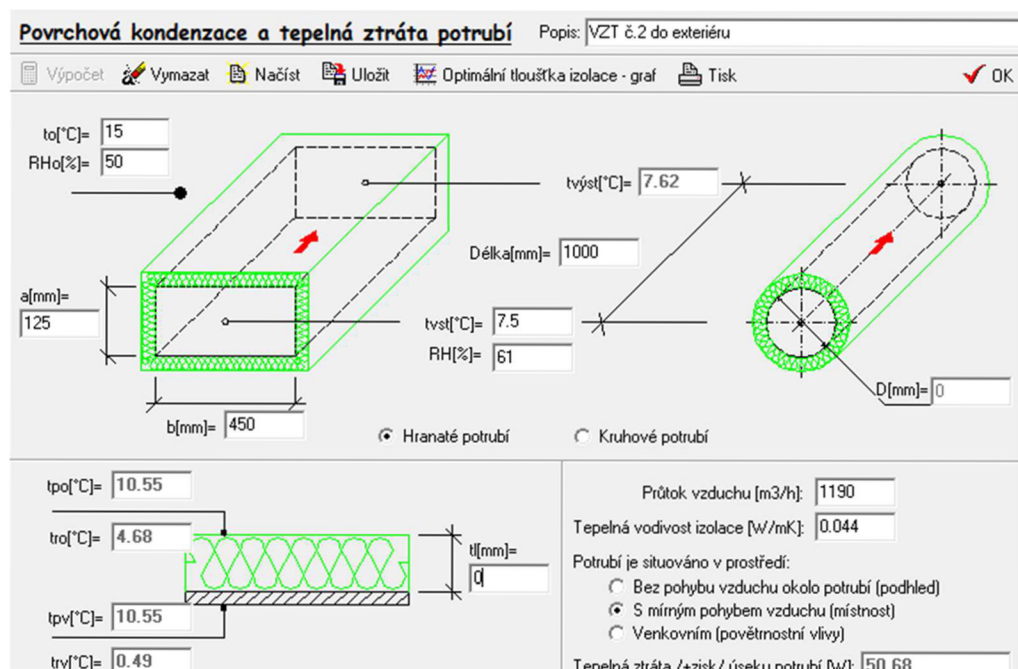 Povrchová kondenzace a tepelná ztráta potrubí Popis: VZT č.2 do exteriéru
Výpočet Vymazat Načíst Uložit Optimální tloušťka izolace - graf Tisk OK
to[°C]= 15
RHo[%]= 50
tvýst[°C]= 7.62
Délka[mm]= 1000
a[mm]=
125
tvst[°C]= 7.5
RH[%]= 61
D[mm]= 0
b[mm]= 450
Hranaté potrubí Kruhové potrubí
tpo[°C]= 10.55
tro[°C]= 4.68
tl[mm]=
0
tpv[°C]= 10.55
trv[°C]= 0.49
Průtok vzduchu [m3/h]: 1190
Tepelná vodivost izolace [W/mK]: 0.044
Potrubí je situováno v prostředí:
Bez pohybu vzduchu okolo potrubí (podhled)
S mírným pohybem vzduchu (místnost)
Venkovním (povětrnostní vlivy)
Tepelná ztráta /+zisk/ úseku potrubí [W]: 50.68